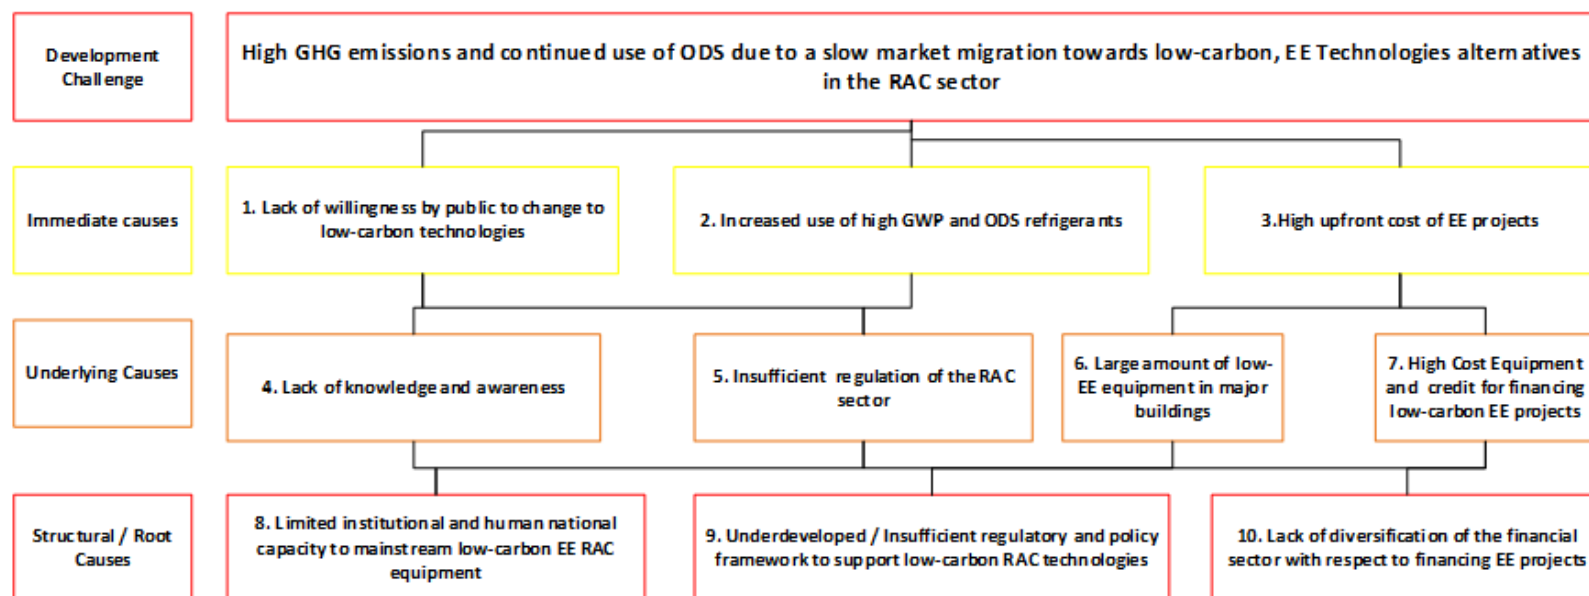 Development
Challenge
High GHG emissions and continued use of ODS due to a slow market migration towards low-carbon, EE Technologies alternatives
in the RAC sector
Immediate causes
1. Lack of willingness by public to change to
low-carbon technologies
2. Increased use of high GWP and ODS refrigerants
3.High upfront cost of EE projects
Underlying Causes
4. Lack of knowledge and awareness
5. Insufficient regulation of the RAC
sector
6. Large amount of low-
EE equipment in major
buildings
7. High Cost Equipment
and credit for financing
low-carbon EE projects
Structural / Root
Causes
8. Limited institutional and human national
capacity to mainstream low-carbon EE RAC
equipment
9. Underdeveloped / Insufficient regulatory and policy
framework to support low-carbon RAC technologies
10. Lack of diversification of the financial
sector with respect to financing EE projects